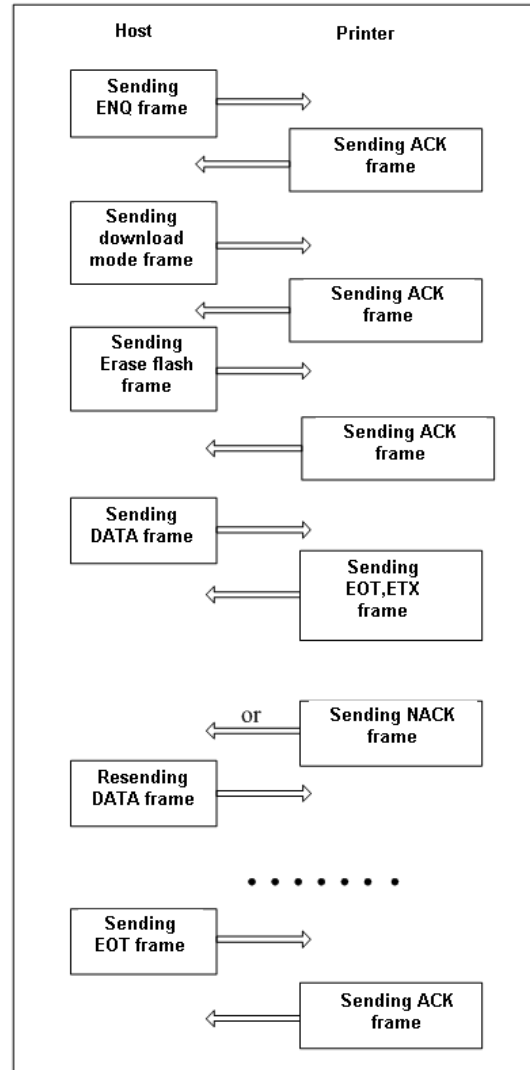 Host
Printer
Sending
ENQ frame
Sending ACK
frame
Sending
download
mode frame
Sending ACK
frame
Sending
Erase flash
frame
Sending ACK
frame
Sending
DATA frame
Sending
EOT,ETX
frame
or
Sending NACK
frame
Resending
DATA frame
Sending
EOT frame
Sending ACK
frame